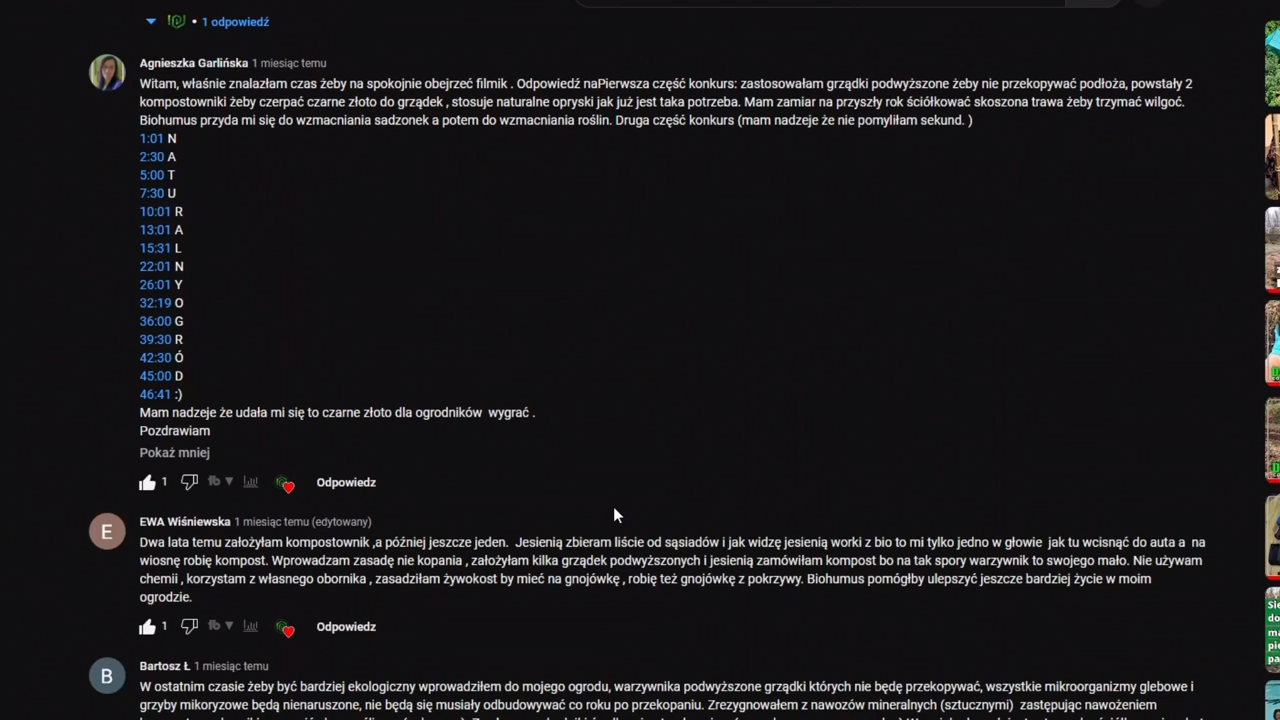 • 1 odpowiedź
Agnieszka Garlińska 1 miesiąc temu
Witam, właśnie znalazłam czas żeby na spokojnie obejrzeć filmik . Odpowiedź naPierwsza część konkurs: zastosowałam grządki podwyższone żeby nie przekopywać podłoża, powstały 2
kompostowniki żeby czerpać czarne złoto do grządek , stosuje naturalne opryski jak już jest taka potrzeba. Mam zamiar na przyszły rok ściółkować skoszona trawa żeby trzymać wilgoć.
Biohumus przyda mi się do wzmacniania sadzonek a potem do wzmacniania roślin. Druga część konkurs (mam nadzeje że nie pomyliłam sekund. )
1:01 N
2:30 A
5:00 T
7:30 U
10:01 R
13:01 A
15:31 L
22:01 N
26:01 Y
32:19 O
36:00 G
39:30 R
42:30 Ó
45:00 D
46:41 :)
Mam nadzeje że udała mi się to czarne złoto dla ogrodników wygrać .
Pozdrawiam
Pokaż mniej
1 Odpowiedz
E
EWA Wiśniewska 1 miesiąc temu (edytowany)
Dwa lata temu założyłam kompostownik ,a później jeszcze jeden. Jesienią zbieram liście od sąsiadów i jak widzę jesienią worki z bio to mi tylko jedno w głowie jak tu wcisnąć do auta a na
wiosnę robię kompost. Wprowadzam zasadę nie kopania , założyłam kilka grządek podwyższonych i jesienią zamówiłam kompost bo na tak spory warzywnik to swojego mało. Nie używam
chemii , korzystam z własnego obornika , zasadziłam żywokost by mieć na gnojówkę , robię też gnojówkę z pokrzywy. Biohumus pomógłby ulepszyć jeszcze bardziej życie w moim
ogrodzie.
1 Odpowiedz
B
Bartosz Ł. 1 miesiąc temu
W ostatnim czasie żeby być bardziej ekologiczny wprowadziłem do mojego ogrodu, warzywnika podwyższone grządki których nie będę przekopywać, wszystkie mikroorganizmy glebowe i
grzyby mikoryzowe będą nienaruszone, nie będą się musiały odbudowywać co roku po przekopaniu. Zrezygnowałem z nawozów mineralnych (sztucznymi) zastępując nawożeniem